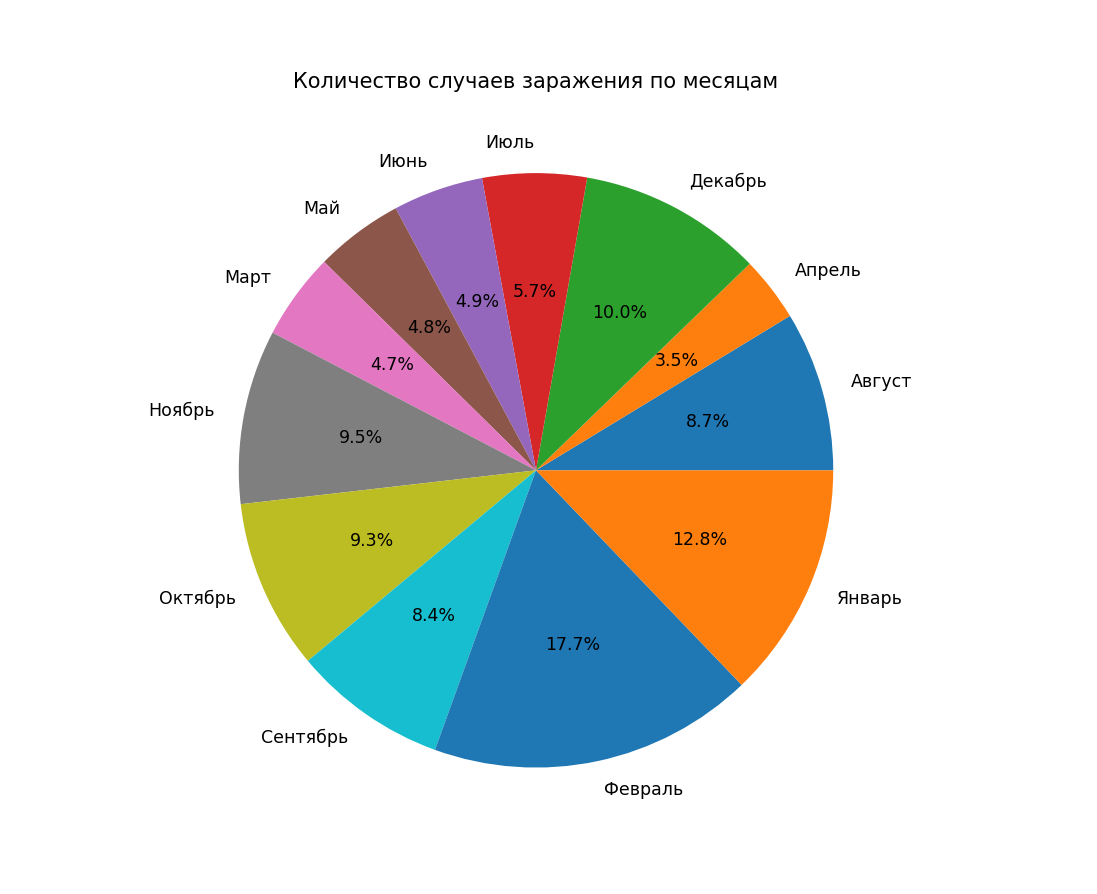 Количество случаев заражения по месяцам
Июль
Июнь
Декабрь
Май
Апрель
Март
5.7%
4.9%
10.0%
4.8%
3.5%
4.7%
Август
Ноябрь
8.7%
9.5%
9.3%
12.8%
Октябрь
Январь
8.4%
17.7%
Сентябрь
Февраль